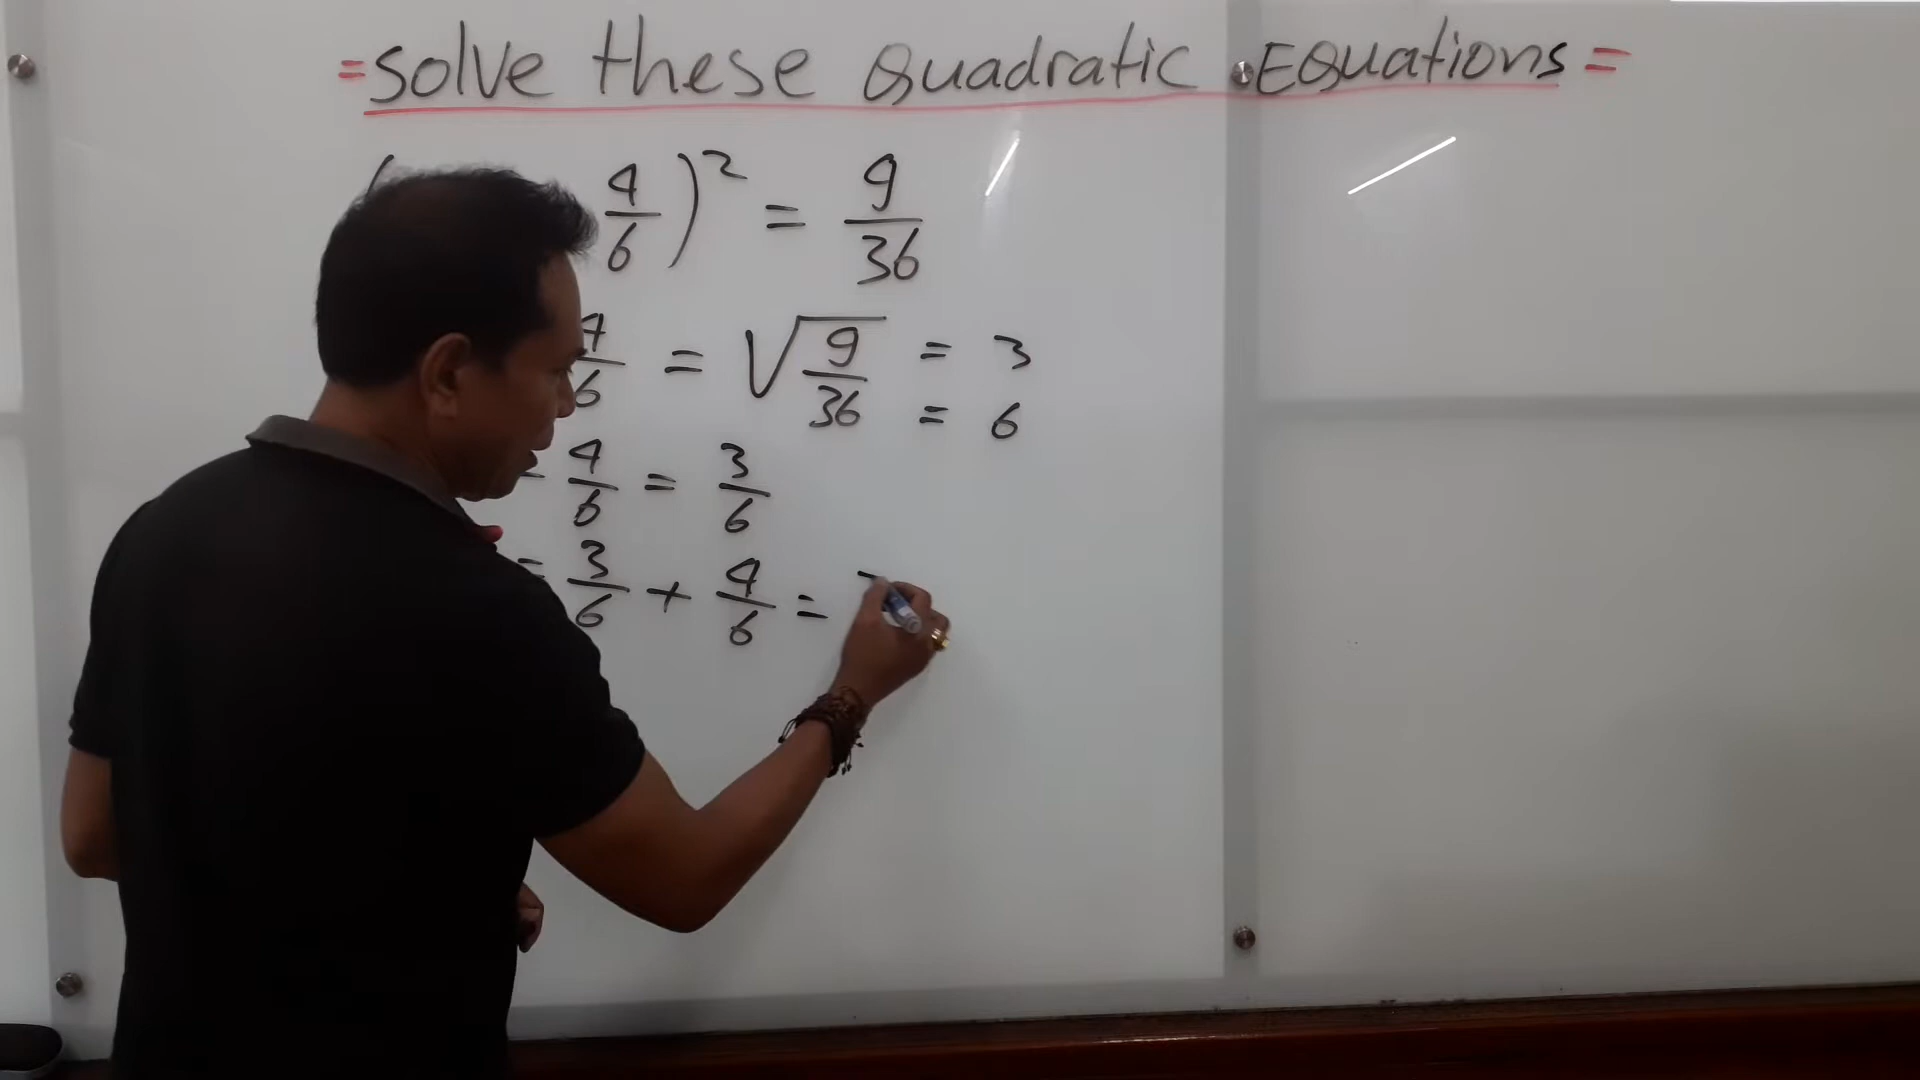 = Solve these Quadratic Equations =
( 4/6 )² = 9/36
4/6 = √9/36 = 3
= 6
- 4/6 = 3/6
= 3/6 + 4/6 =